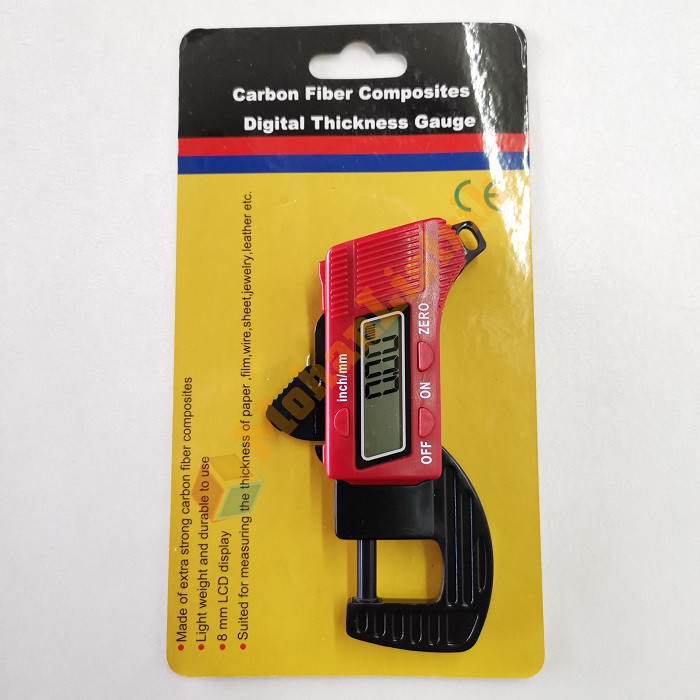 Carbon Fiber Composites
Digital Thickness Gauge
CE
• Made of extra strong carbon fiber composites
• Light weight and durable to use
• 8 mm LCD display
• Suited for measuring the thickness of paper ,film,wire,sheet,jewelry,leather etc.
inch/mm
0.00 mm
OFF ON ZERO